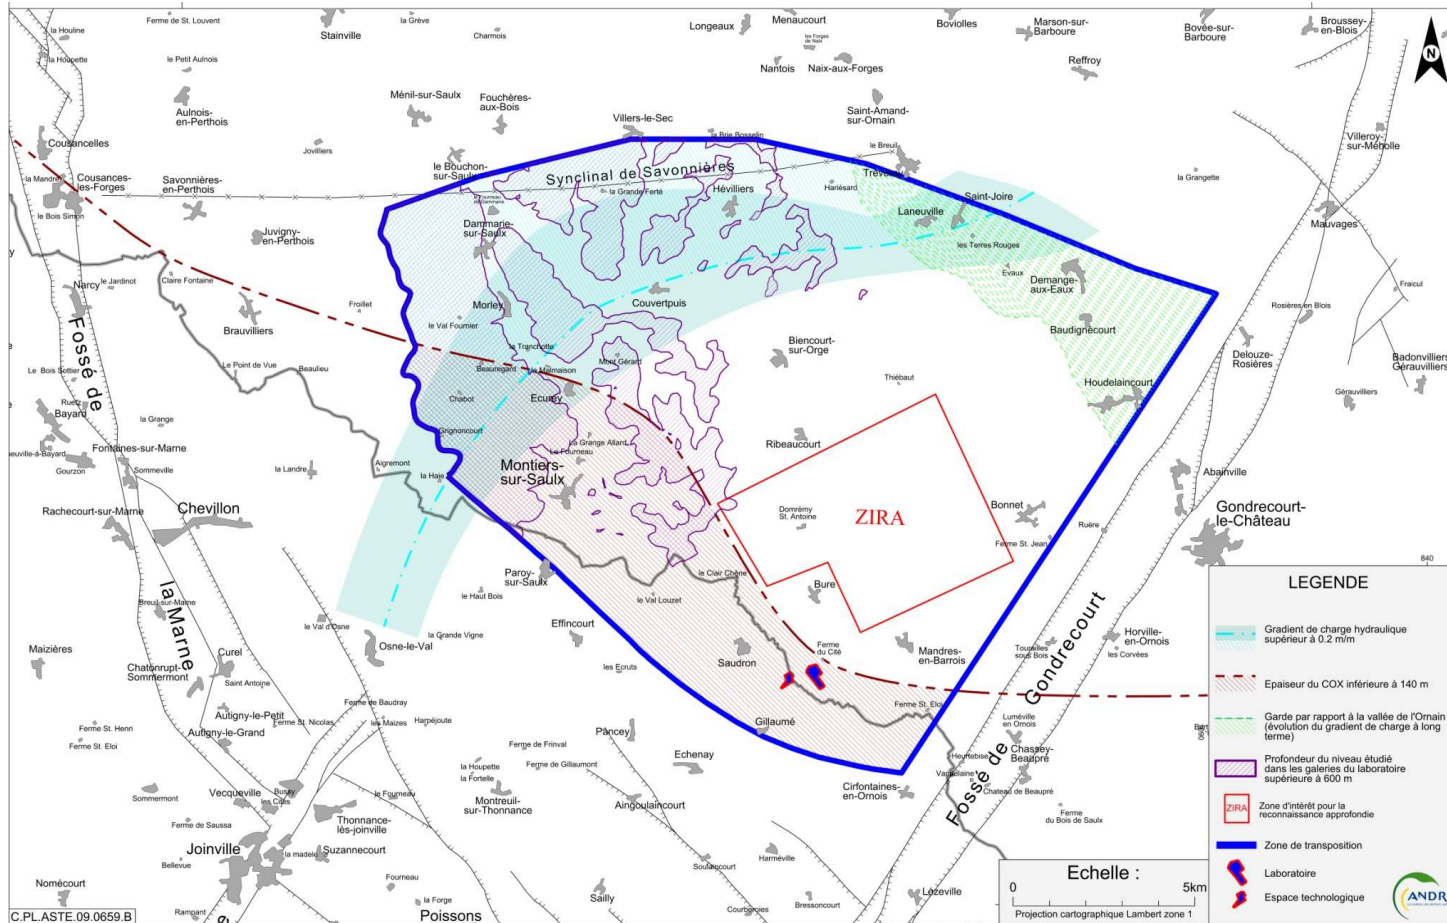 Ferme de St. Louvent
la Grève
Longeaux
Menaucourt
Boviolles
Marson-sur-
Barboure
Bovée-sur-
Barboure
Broussey-
en-Blois
la Houline
Stainville
Charmois
les Forges
de Naix
la Houpette
le Petit Aulnois
Nantois
Naix-aux-Forges
Reffroy
N
Aulnois-
en-Perthois
Ménil-sur-Saulx
Fouchères-
aux-Bois
Villers-le-Sec
Saint-Amand-
sur-Ornain
Villeroy-
sur-Méholle
Cousancelles
Jovilliers
la Brie Bosselin
le Breuil
le Bouchon-
sur-Saulx
Synclinal de Savonnières
Tréveray
la Mandre
Cousances-
les-Forges
Savonnières-
en-Perthois
la Grande Ferté
Hévilliers
Hariésard
la Grangette
Saint-Joire
le Bois Simon
Dammarie-
sur-Saulx
Laneuville
Mauvages
Juvigny-
en-Perthois
les Terres Rouges
Evaux
Narcy
le Jardinot
Claire Fontaine
Demange-
aux-Eaux
Fraicul
Froillet
Morley
Couvertpuis
Rosières en Blois
Brauvilliers
le Val Fournier
Baudignécourt
la Tranchotte
Biencourt-
sur-Orge
Delouze-
Rosières
Badonvilliers
Gérauvilliers
Fossé de
Le Bois Sottier
Le Point de Vue
Beaulieu
Beauregard
la Malmaison
Mont Gérard
Thiébaut
Houdelaincourt
Ruetz
Bayard
Chabot
Ecurey
Gérauvilliers
la Grange
Grignoncourt
La Grange Allard
Le Fourneau
Ribeaucourt
Fontaines-sur-Marne
Gourzon
Sommeville
la Landre
Aigremont
la Haie
Montiers-
sur-Saulx
Abainville
Rachecourt-sur-Marne
Chevillon
Domrémy
St. Antoine
ZIRA
Bonnet
Gondrecourt-
le-Château
Ruère
Ferme St. Jean
840
Paroy-
sur-Saulx
le Clair Chêne
Bure
la Marne
Breuil-sur-Marne
le Haut Bois
le Val Louzet
le Val d'Osne
la Grande Vigne
Effincourt
Ferme
du Cité
Mandres-
en-Barrois
Tourailles
sous Bois
Horville-
en-Ornois
les Corvées
Maizières
Curel
Osne-le-Val
Saudron
Chatonrupt-
Sommermont
Saint Antoine
les Ecruts
Fossé de Gondrecourt
Autigny-le-Petit
Ferme de Baudray
Ferme St. Henri
Ferme St. Nicolas
les Maizes
Harpéjoute
Ferme St. Eloi
Gillaumé
Luméville
en Ornois
Ferme St. Eloi
Autigny-le-Grand
Pancey
Ferme de Frinval
Echenay
Chassey-
Beaupré
Heurtebise
la Houpette
Ferme de Gillaumont
la Fortelle
Chateau de Beaupré
Sommermont
Vecqueville
Bussy
les Cités
le Fourneau
Montreuil-
sur-Thonnance
Aingoulaincourt
Cirfontaines-
en-Ornois
Ferme
du Bois de Saulx
Ferme de Saussa
Thonnance-
lès-joinville
Joinville
Bellevue
Suzannecourt
Soulaincourt
Harméville
Nomécourt
Fourneau
Sailly
Lezéville
la Forge
Courberoies
Bressoncourt
Rampant
Poissons
LEGENDE
Gradient de charge hydraulique
supérieur à 0.2 m/m
Epaiseur du COX inférieure à 140 m
Garde par rapport à la vallée de l'Ornain
(évolution du gradient de charge à long
terme)
Profondeur du niveau étudié
dans les galeries du laboratoire
supérieure à 600 m
ZIRA
Zone d'intérêt pour la
reconnaissance approfondie
Zone de transposition
Laboratoire
Espace technologique
Echelle :
0 5km
Projection cartographique Lambert zone 1
C.PL.ASTE.09.0659.B